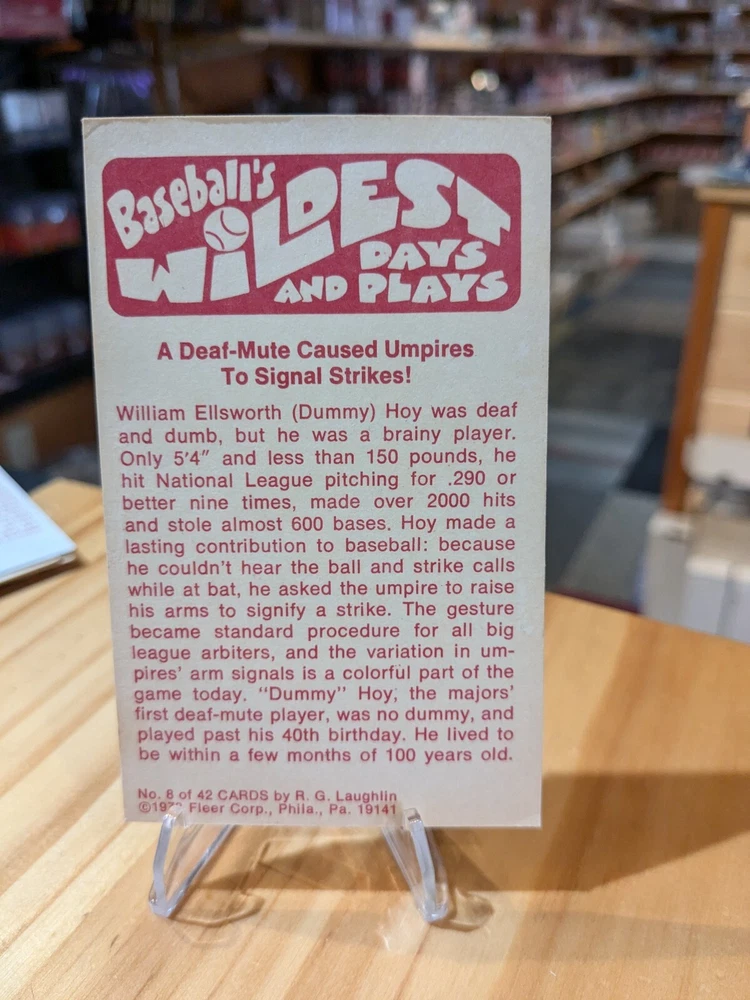 Baseball's
WiLDEST
DAYS
AND PLAYS
A Deaf-Mute Caused Umpires
To Signal Strikes!
William Ellsworth (Dummy) Hoy was deaf
and dumb, but he was a brainy player.
Only 5'4" and less than 150 pounds, he
hit National League pitching for .290 or
better nine times, made over 2000 hits
and stole almost 600 bases. Hoy made a
lasting contribution to baseball: because
he couldn't hear the ball and strike calls
while at bat, he asked the umpire to raise
his arms to signify a strike. The gesture
became standard procedure for all big
league arbiters, and the variation in um-
pires' arm signals is a colorful part of the
game today. "Dummy" Hoy, the majors'
first deaf-mute player, was no dummy, and
played past his 40th birthday. He lived to
be within a few months of 100 years old.
No. 8 of 42 CARDS by R. G. Laughlin
Fleer Corp., Phila., Pa. 19141